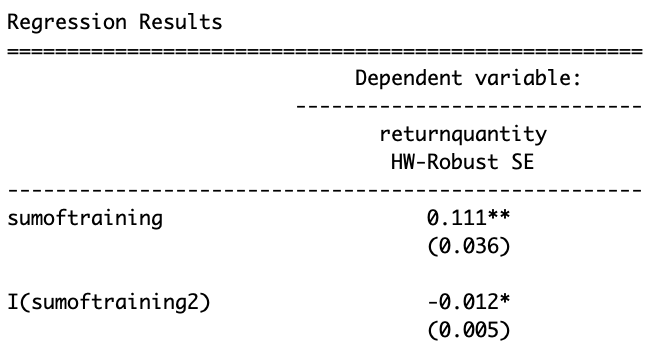 Regression Results
=====================================================
Dependent variable:
-----------------------------
returnquantity
HW-Robust SE
-----------------------------------------------------
sumoftraining 0.111**
(0.036)
I(sumoftraining2) -0.012*
(0.005)